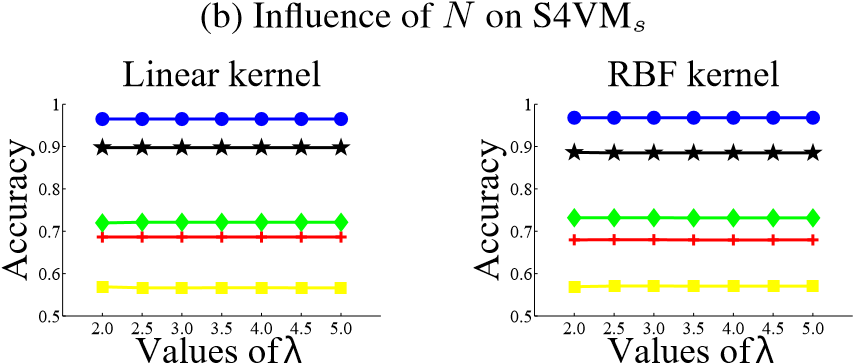 (b) Influence of N on S4VMs
Linear kernel
Accuracy
1
0.9
0.8
0.7
0.6
0.5
2.0 2.5 3.0 3.5 4.0 4.5 5.0
Values of λ
RBF kernel
Accuracy
1
0.9
0.8
0.7
0.6
0.5
2.0 2.5 3.0 3.5 4.0 4.5 5.0
Values of λ